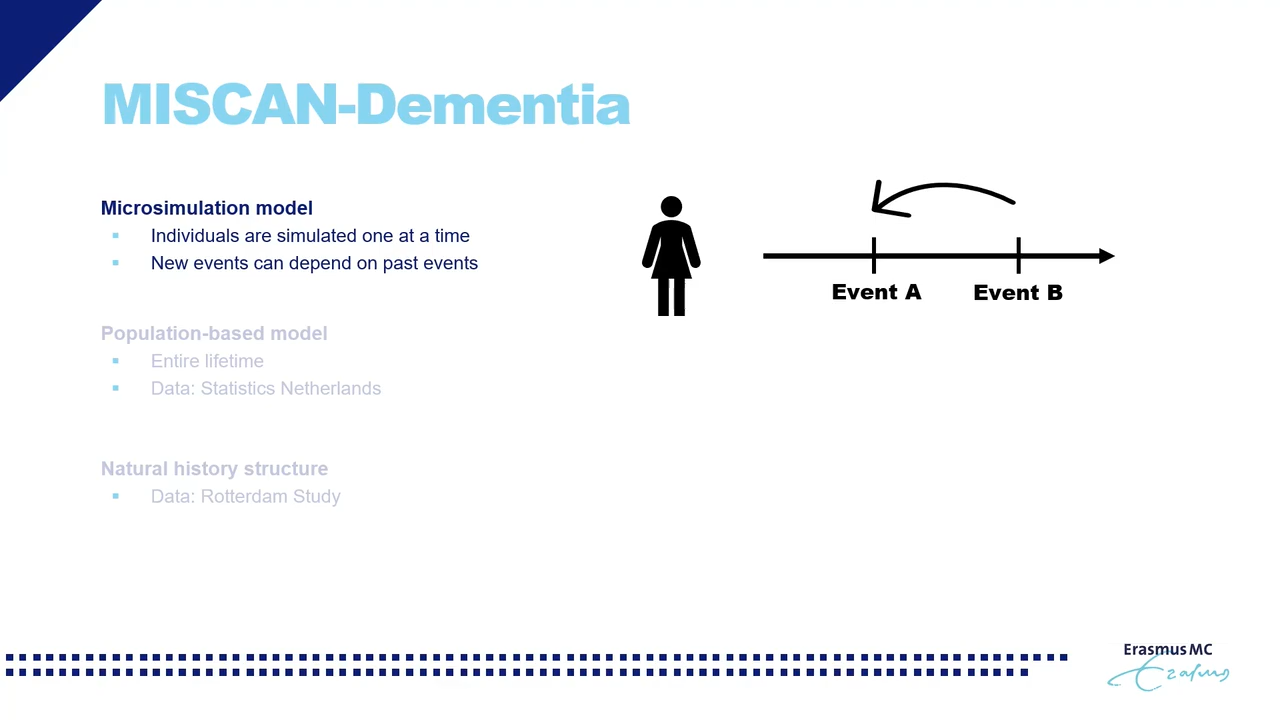 MISCAN-Dementia
Microsimulation model
Individuals are simulated one at a time
New events can depend on past events
Event A
Event B
Population-based model
Entire lifetime
Data: Statistics Netherlands
Natural history structure
Data: Rotterdam Study
Erasmus MC
Erasmus